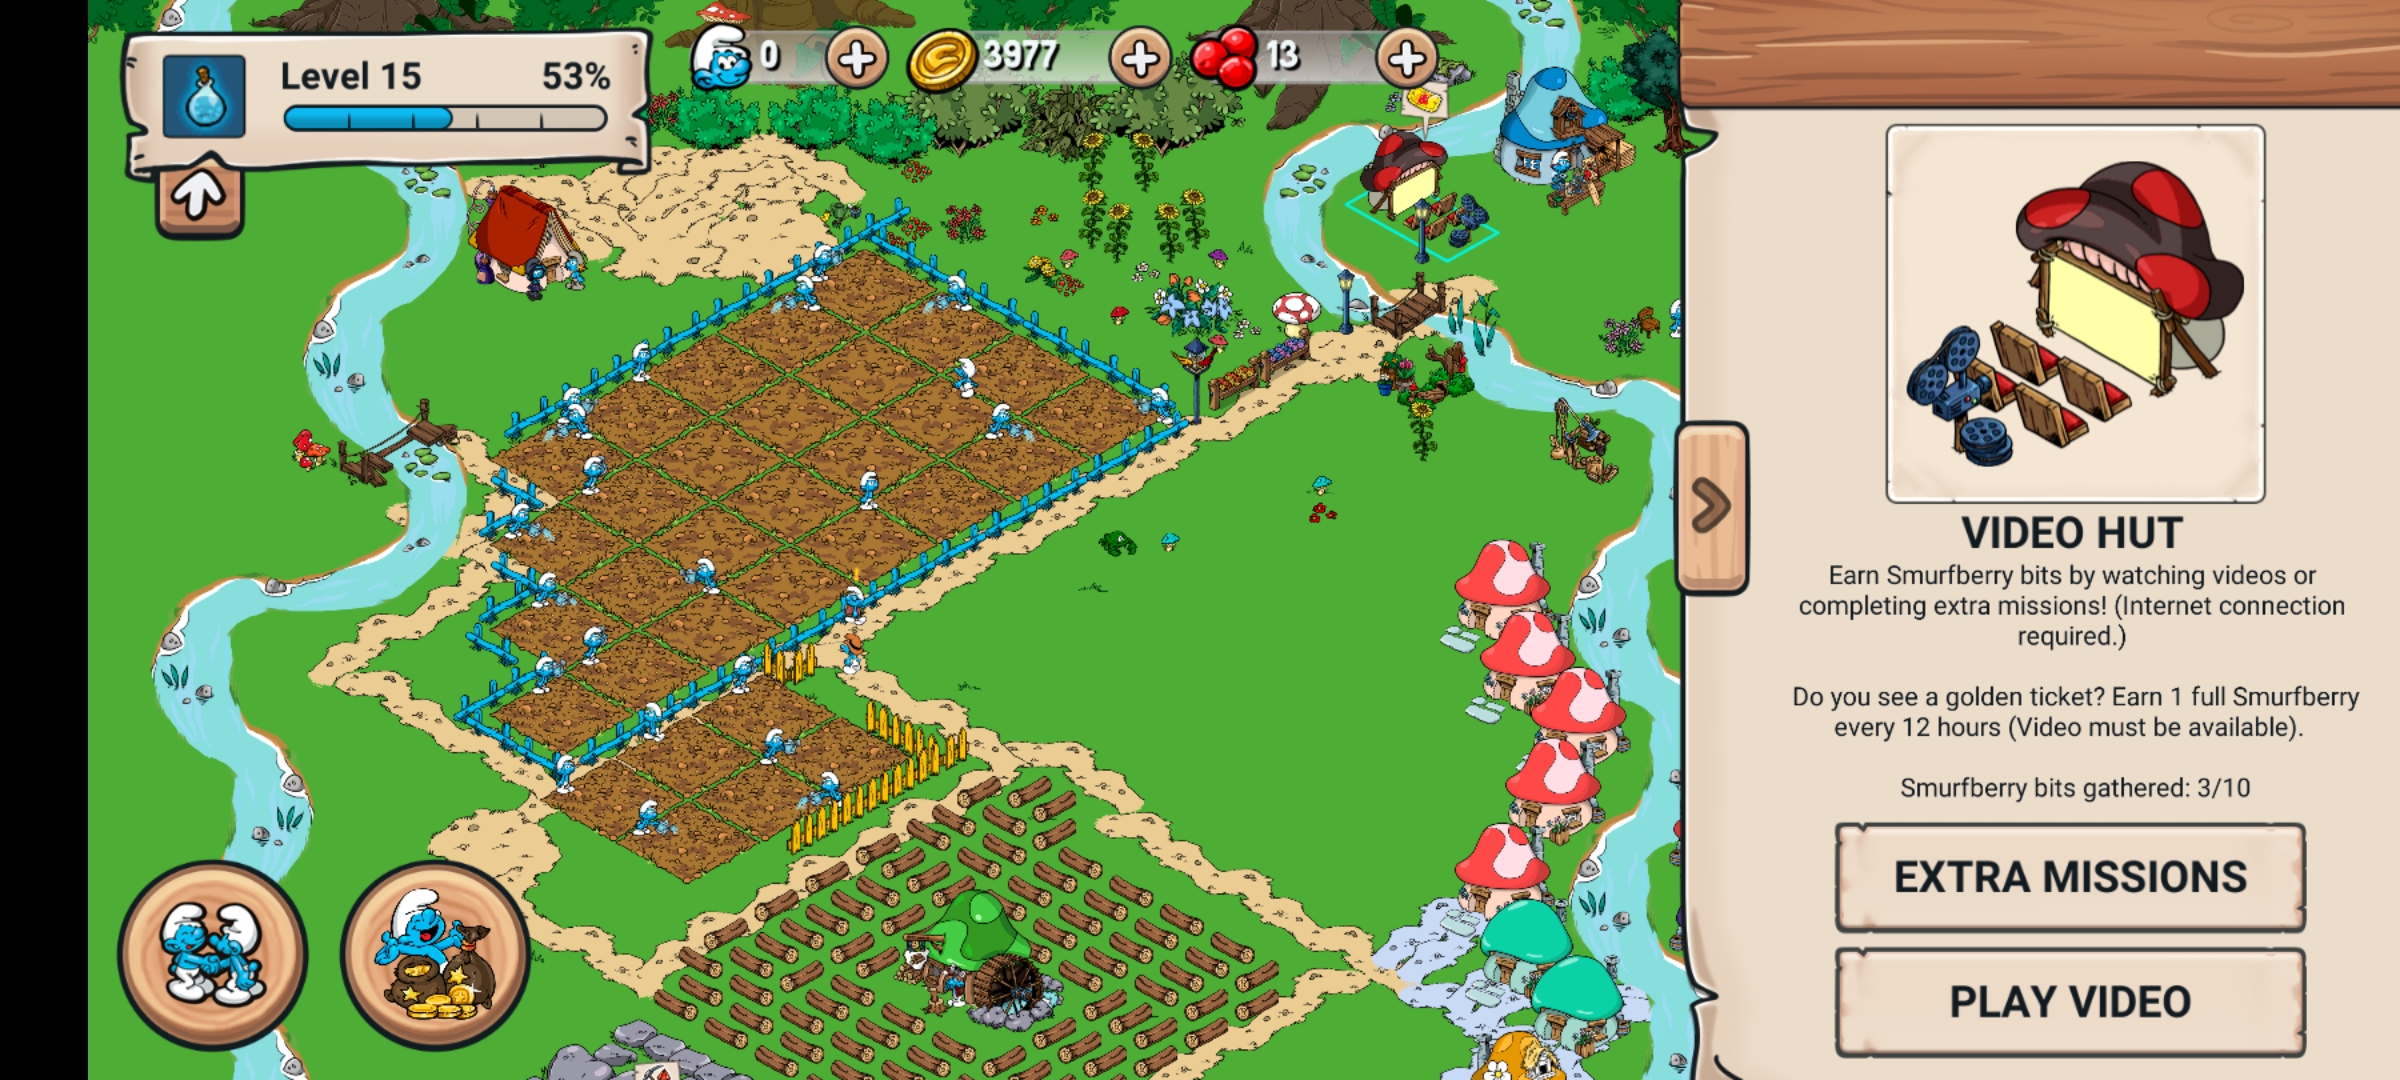 Level 15 53%
0 3977 13
VIDEO HUT
Earn Smurfberry bits by watching videos or
completing extra missions! (Internet connection
required.)
Do you see a golden ticket? Earn 1 full Smurfberry
every 12 hours (Video must be available).
Smurfberry bits gathered: 3/10
EXTRA MISSIONS
PLAY VIDEO